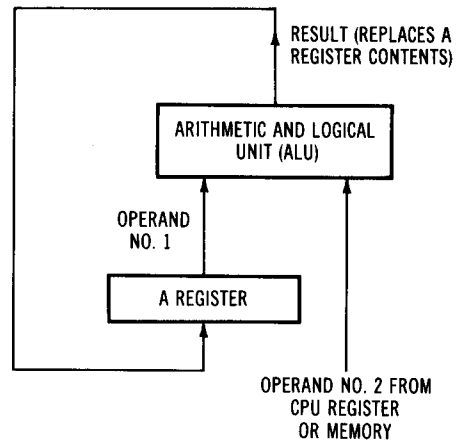 RESULT (REPLACES A
REGISTER CONTENTS)
ARITHMETIC AND LOGICAL
UNIT (ALU)
OPERAND
NO. 1
A REGISTER
OPERAND NO. 2 FROM
CPU REGISTER
OR MEMORY